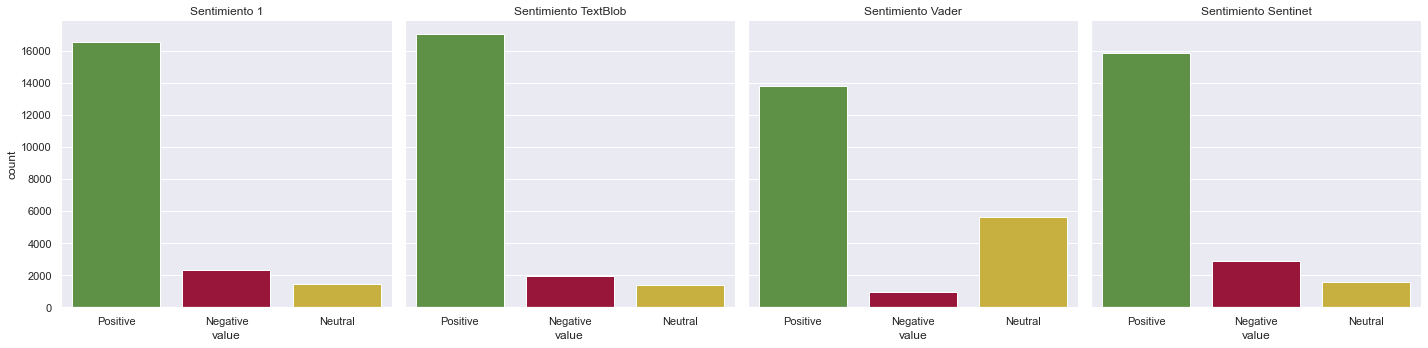 Sentimiento 1
Sentimiento TextBlob
Sentimiento Vader
Sentimiento Sentinet
count
16000
14000
12000
10000
8000
6000
4000
2000
0
Positive Negative Neutral
value
Positive Negative Neutral
value
Positive Negative Neutral
value
Positive Negative Neutral
value